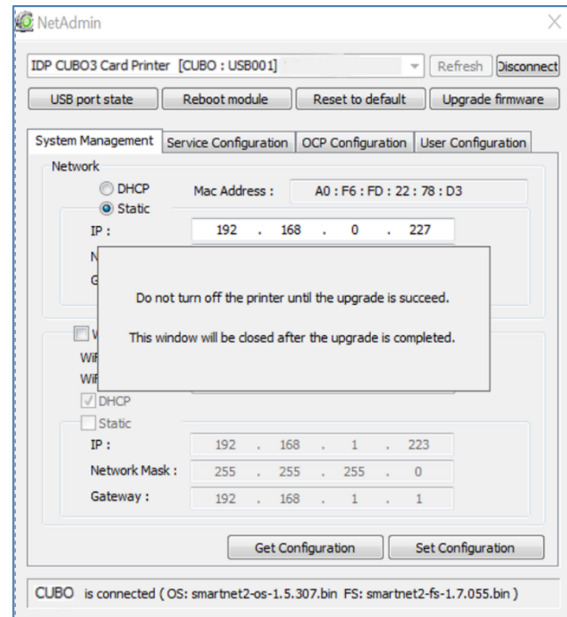 NetAdmin
IDP CUBO3 Card Printer [CUBO : USB001] Refresh Disconnect
USB port state Reboot module Reset to default Upgrade firmware
System Management Service Configuration OCP Configuration User Configuration
Network
DHCP Mac Address : A0 : F6 : FD : 22 : 78 : D3
Static
IP : 192 . 168 . 0 . 227
Do not turn off the printer until the upgrade is succeed.
This window will be closed after the upgrade is completed.
DHCP
Static
IP : 192 . 168 . 1 . 223
Network Mask : 255 . 255 . 255 . 0
Gateway : 192 . 168 . 1 . 1
Get Configuration Set Configuration
CUBO is connected ( OS: smartnet2-os-1.5.307.bin FS: smartnet2-fs-1.7.055.bin )